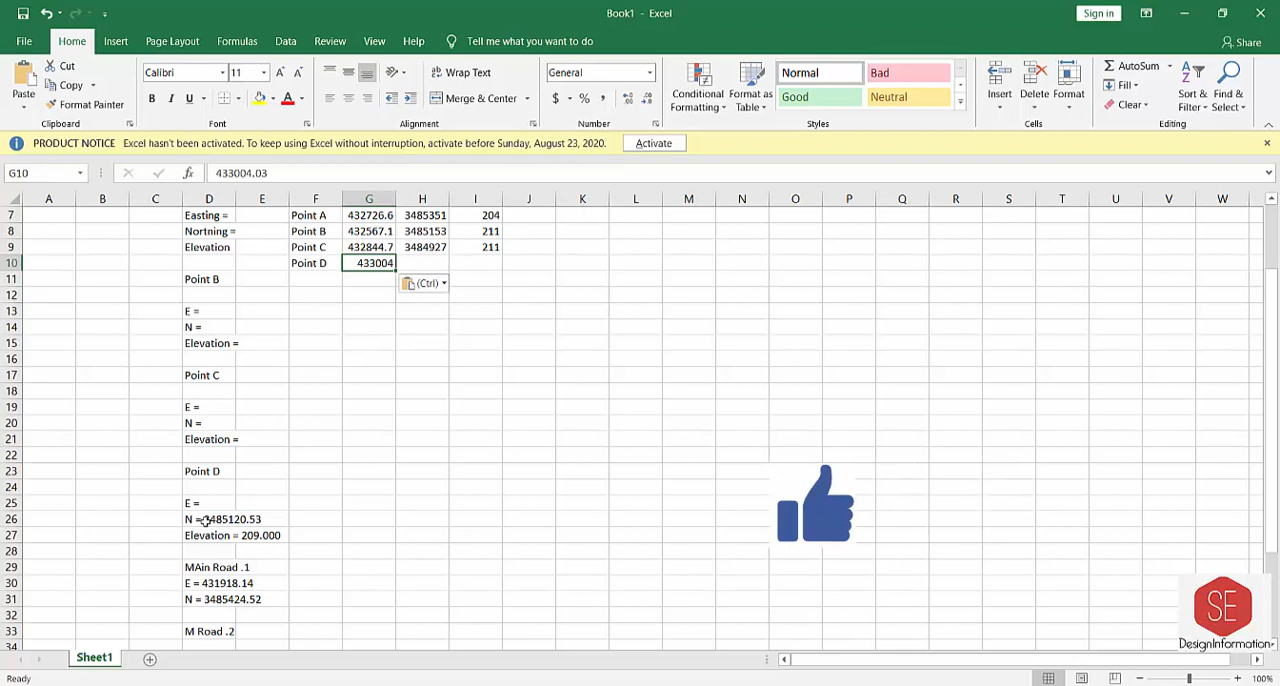 Book1 - Excel
Sign in
File Home Insert Page Layout Formulas Data Review View Help Tell me what you want to do
Share
Paste
Cut
Copy
Format Painter
Clipboard
Calibri 11
B I U
Font
Wrap Text
Merge & Center
Alignment
General
$ % ,
Number
Conditional Formatting
Format as Table
Normal Bad
Good Neutral
Styles
Insert Delete Format
Cells
AutoSum
Fill
Clear
Sort & Filter
Find & Select
Editing
PRODUCT NOTICE Excel hasn't been activated. To keep using Excel without interruption, activate before Sunday, August 23, 2020.
Activate
G10 fx 433004.03
A B C D E F G H I J K L M N O P Q R S T U V W
7 Easting = Point A 432726.6 3485351 204
8 Nortning = Point B 432567.1 3485153 211
9 Elevation Point C 432844.7 3484927 211
10 Point D 433004
11 Point B (Ctrl)
12
13 E =
14 N =
15 Elevation =
16
17 Point C
18
19 E =
20 N =
21 Elevation =
22
23 Point D
24
25 E =
26 N = 3485120.53
27 Elevation = 209.000
28
29 MAin Road .1
30 E = 431918.14
31 N = 3485424.52
32
33 M Road .2
34
SE
DesignInformation
Sheet1
Ready
100%